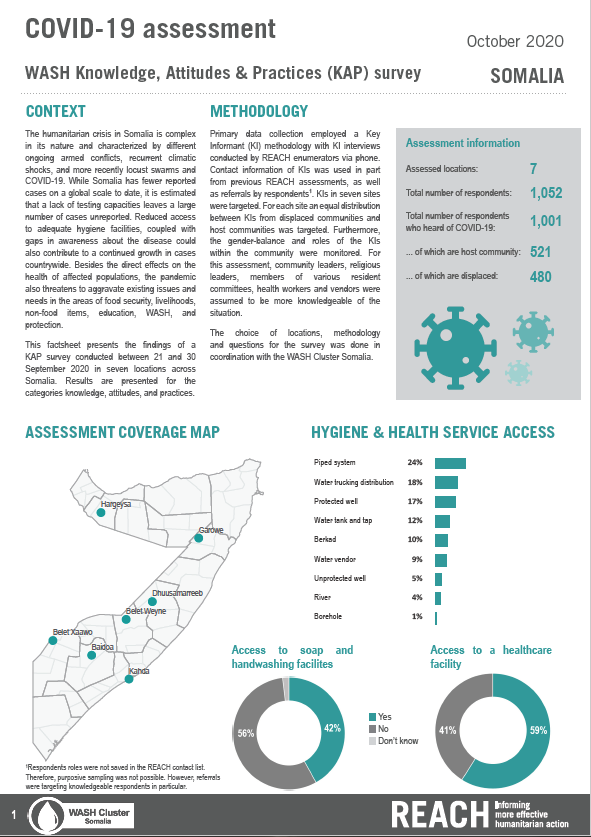 COVID-19 assessment
October 2020
WASH Knowledge, Attitudes & Practices (KAP) survey
SOMALIA
CONTEXT
The humanitarian crisis in Somalia is complex
in its nature and characterized by different
ongoing armed conflicts, recurrent climatic
shocks, and more recently locust swarms and
COVID-19. While Somalia has fewer reported
cases on a global scale to date, it is estimated
that a lack of testing capacities leaves a large
number of cases unreported. Reduced access
to adequate hygiene facilities, coupled with
gaps in awareness about the disease could
also contribute to a continued growth in cases
countrywide. Besides the direct effects on the
health of affected populations, the pandemic
also threatens to aggravate existing issues and
needs in the areas of food security, livelihoods,
non-food items, education, WASH, and
protection.
This factsheet presents the findings of a
KAP survey conducted between 21 and 30
September 2020 in seven locations across
Somalia. Results are presented for the
categories knowledge, attitudes, and practices.
METHODOLOGY
Primary data collection employed a Key
Informant (KI) methodology with KI interviews
conducted by REACH enumerators via phone.
Contact information of KIs was used in part
from previous REACH assessments, as well
as referrals by respondents¹. KIs in seven sites
were targeted. For each site an equal distribution
between KIs from displaced communities and
host communities was targeted. Furthermore,
the gender-balance and roles of the KIs
within the community were monitored. For
this assessment, community leaders, religious
leaders, members of various resident
committees, health workers and vendors were
assumed to be more knowledgeable of the
situation.
The choice of locations, methodology
and questions for the survey was done in
coordination with the WASH Cluster Somalia.
Assessment information
Assessed locations: 7
Total number of respondents: 1,052
Total number of respondents
who heard of COVID-19: 1,001
... of which are host community: 521
... of which are displaced: 480
ASSESSMENT COVERAGE MAP
Hargeysa
Garowe
Dhuusamarreeb
Belet Weyne
Belet Xaawo
Baidoa
Kahda
¹Respondents roles were not saved in the REACH contact list.
Therefore, purposive sampling was not possible. However, referrals
were targeting knowledgeable respondents in particular.
HYGIENE & HEALTH SERVICE ACCESS
Piped system 24%
Water trucking distribution 18%
Protected well 17%
Water tank and tap 12%
Berkad 10%
Water vendor 9%
Unprotected well 5%
River 4%
Borehole 1%
Access to soap and
handwashing facilites
56%
42%
Yes
No
Don't know
Access to a healthcare
facility
41%
59%
1
WASH Cluster
Somalia
REACH
Informing
more effective
humanitarian action